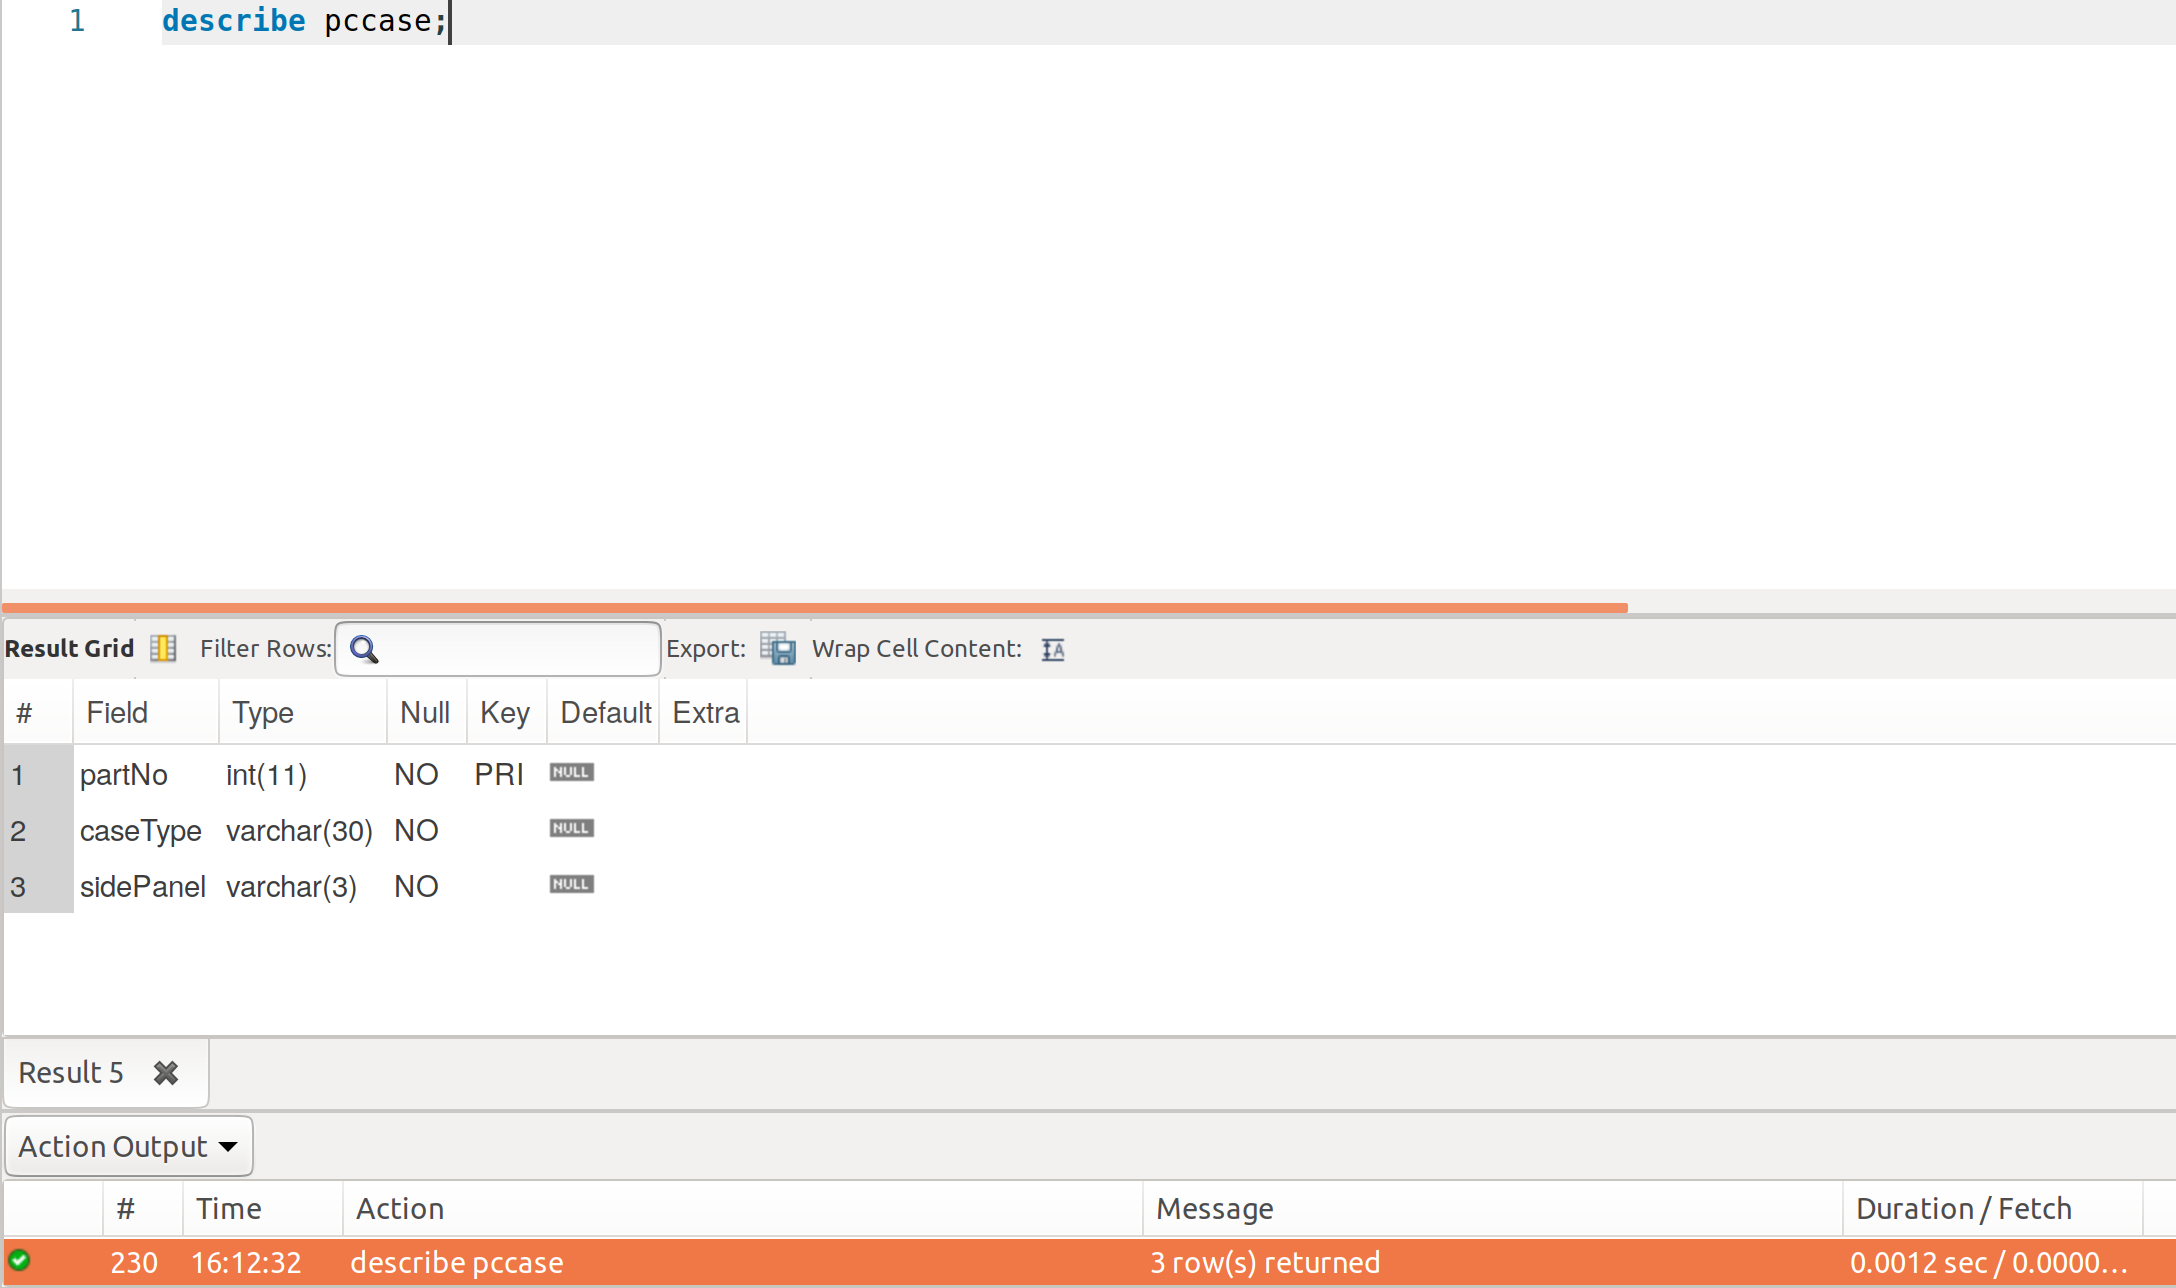 1 describe pccase;
Result Grid Filter Rows: Export: Wrap Cell Content:
# Field Type Null Key Default Extra
1 partNo int(11) NO PRI NULL
2 caseType varchar(30) NO NULL
3 sidePanel varchar(3) NO NULL
Result 5
Action Output
# Time Action Message Duration / Fetch
230 16:12:32 describe pccase 3 row(s) returned 0.0012 sec / 0.0000...